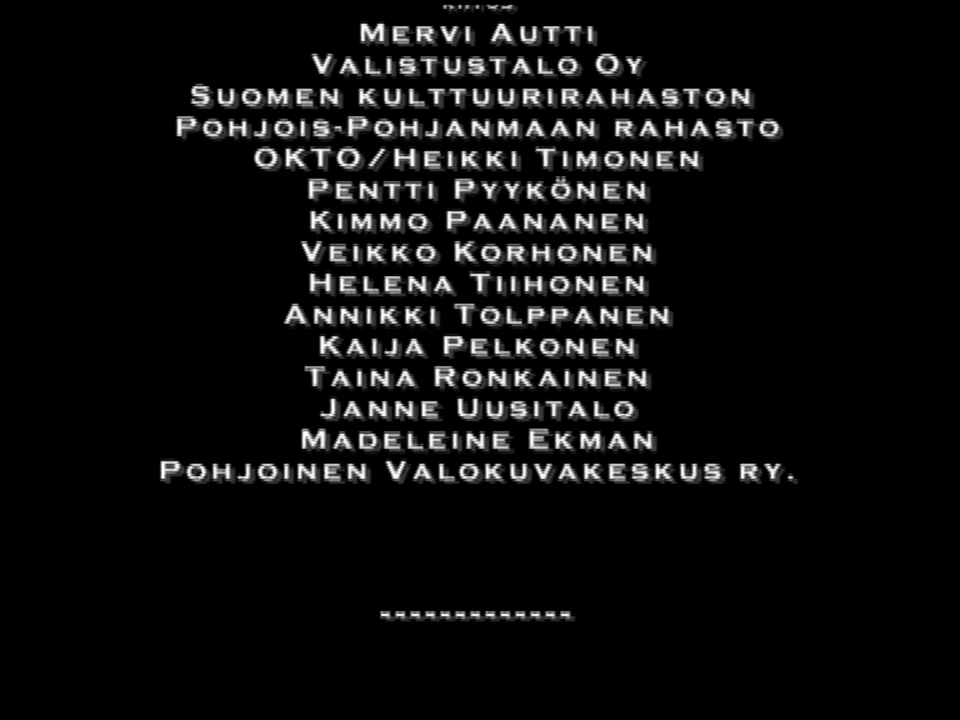 Mervi Autti
Valistustalo Oy
Suomen kulttuurirahaston
Pohjois-Pohjanmaan rahasto
OKTO/Heikki Timonen
Pentti Pyykönen
Kimmo Paananen
Veikko Korhonen
Helena Tiihonen
Annikki Tolppanen
Kaija Pelkonen
Taina Ronkainen
Janne Uusitalo
Madeleine Ekman
Pohjoinen Valokuvakeskus ry.
-------------